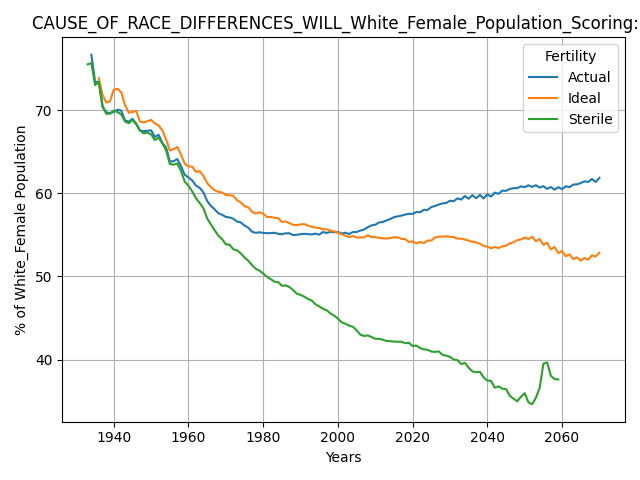 CAUSE_OF_RACE_DIFFERENCES_WILL_White_Female_Population_Scoring:
% of White_Female Population
70
60
50
40
Fertility
Actual
Ideal
Sterile
1940
1960
1980
2000
2020
2040
2060
Years